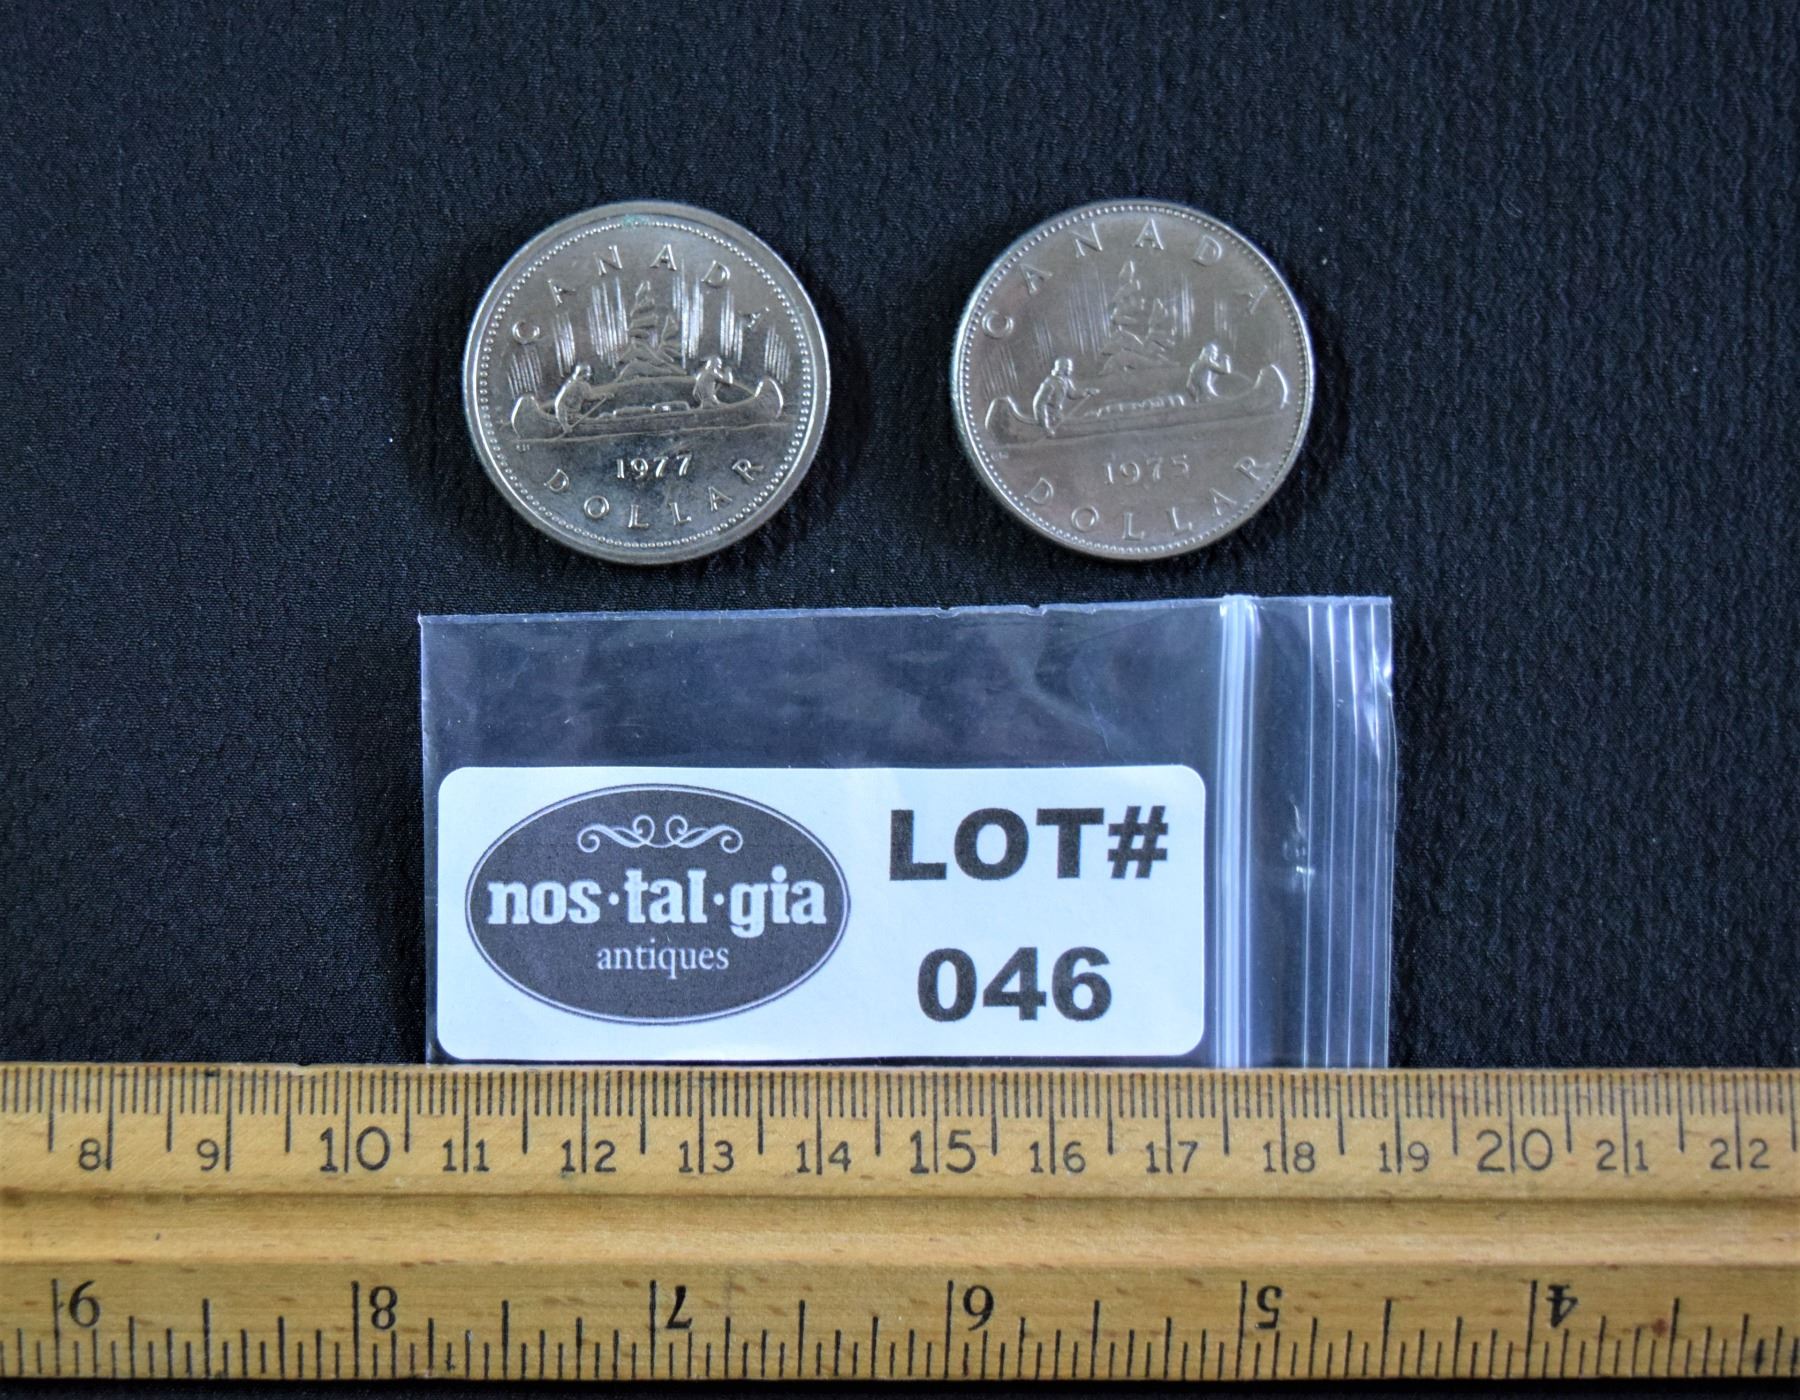 CANADA
1977
DOLLAR
CANADA
1975
DOLLAR
nos·tal·gia
antiques
LOT#
046
8 9 10 11 12 13 14 15 16 17 18 19 20 21 22
9 8 7 6 5 4